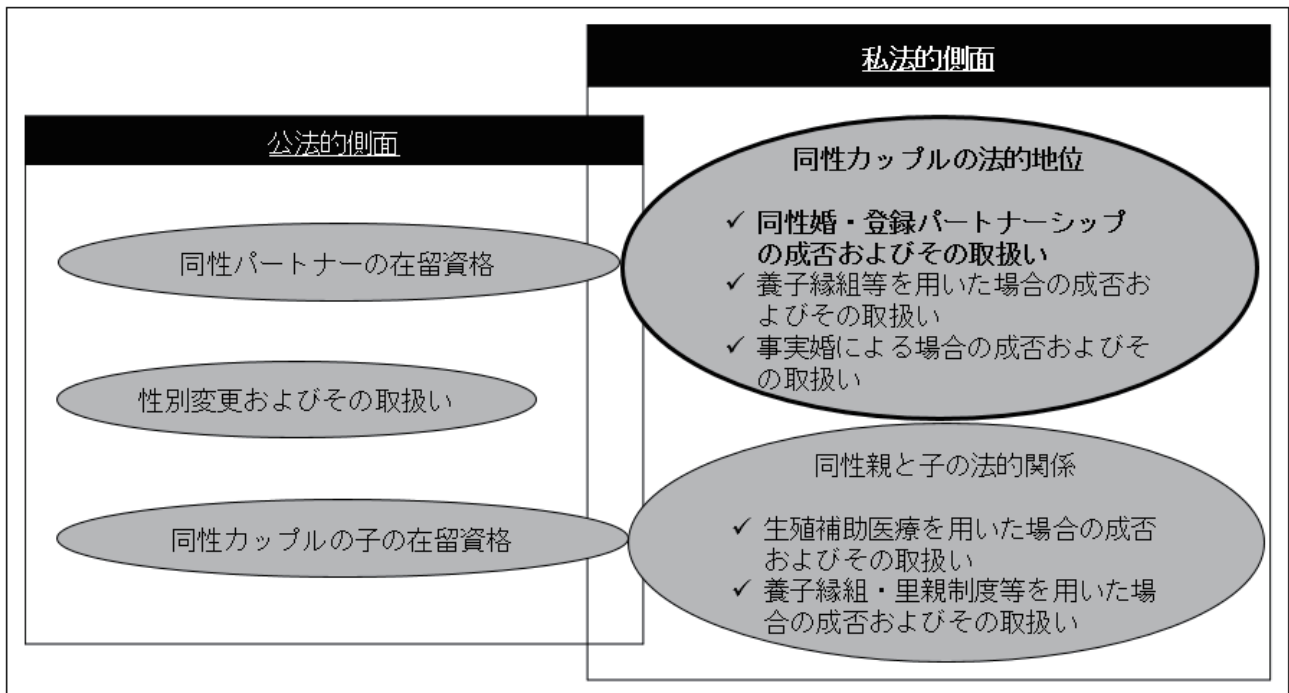 私法的側面
公法的側面
同性カップルの法的地位
✓ 同性婚・登録パートナーシップ
の成否およびその取扱い
✓ 養子縁組等を用いた場合の成否お
よびその取扱い
✓ 事実婚による場合の成否およびそ
の取扱い
同性パートナーの在留資格
性別変更およびその取扱い
同性カップルの子の在留資格
同性親と子の法的関係
✓ 生殖補助医療を用いた場合の成否
およびその取扱い
✓ 養子縁組・里親制度等を用いた場
合の成否およびその取扱い